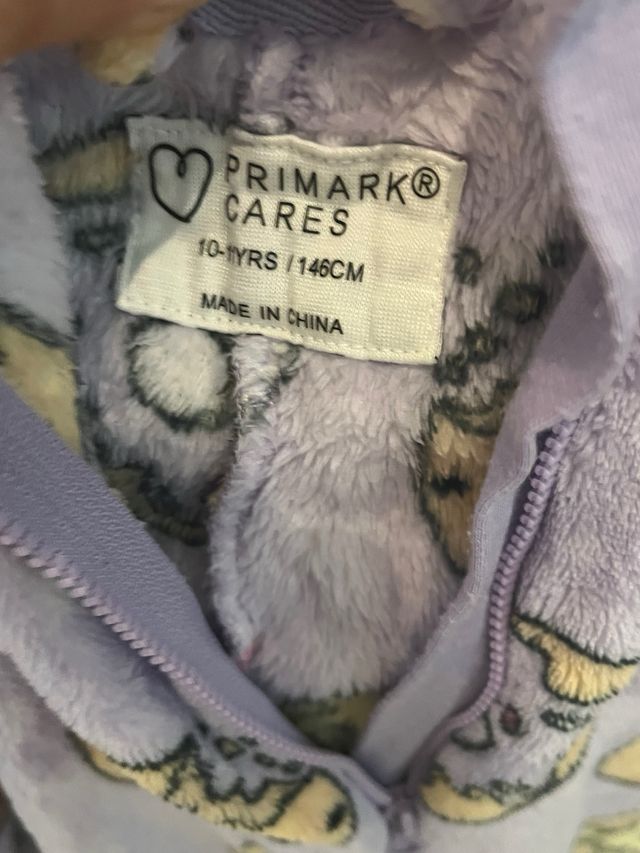 PRIMARK®
CARES
10-11YRS / 146CM
MADE IN CHINA